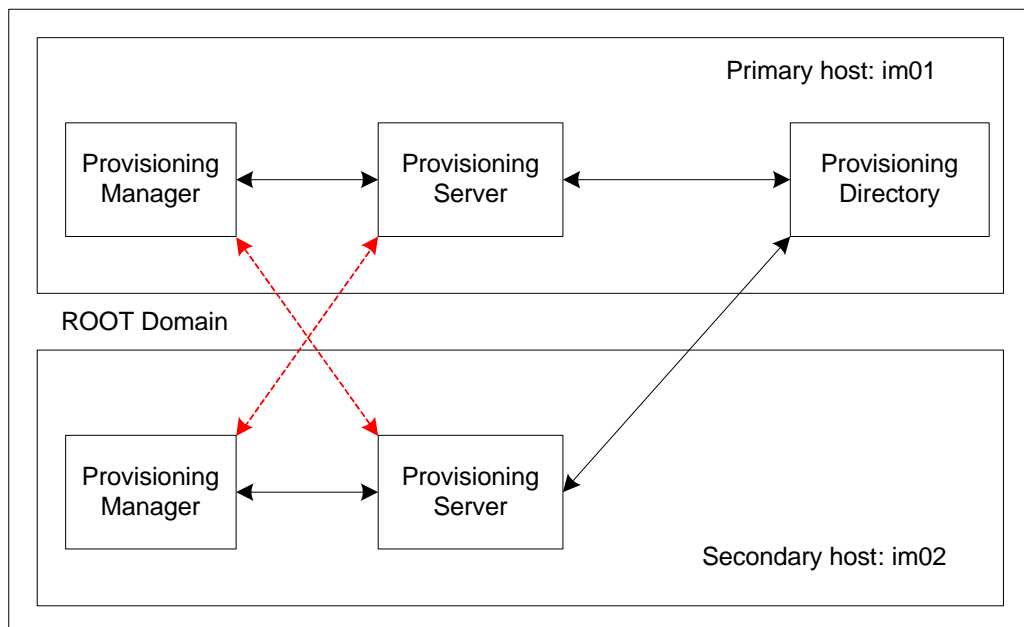 Primary host: im01
Provisioning
Manager
Provisioning
Server
Provisioning
Directory
ROOT Domain
Provisioning
Manager
Provisioning
Server
Secondary host: im02